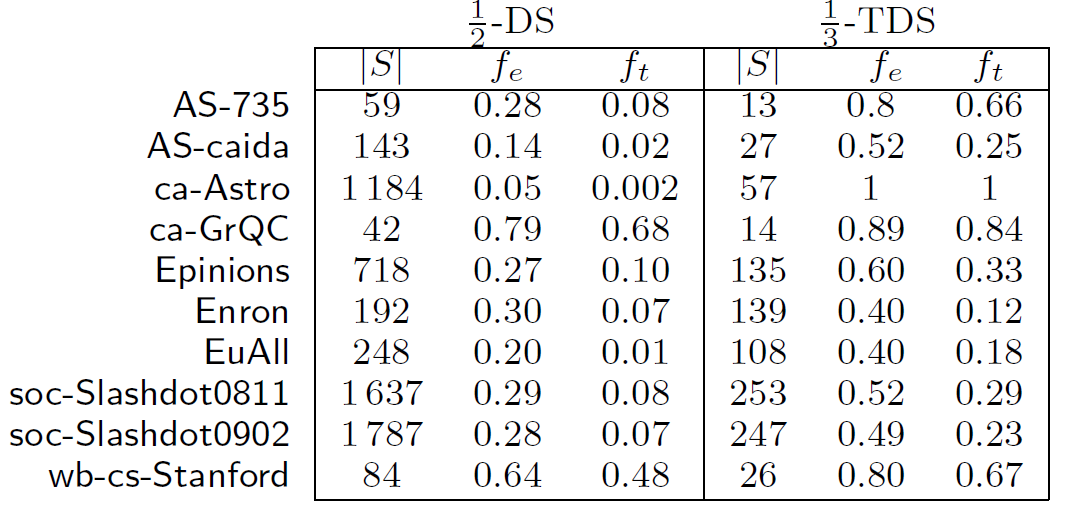 1/2-DS 1/3-TDS
|S| f_e f_t |S| f_e f_t
AS-735 59 0.28 0.08 13 0.8 0.66
AS-caida 143 0.14 0.02 27 0.52 0.25
ca-Astro 1 184 0.05 0.002 57 1 1
ca-GrQC 42 0.79 0.68 14 0.89 0.84
Epinions 718 0.27 0.10 135 0.60 0.33
Enron 192 0.30 0.07 139 0.40 0.12
EuAll 248 0.20 0.01 108 0.40 0.18
soc-Slashdot0811 1 637 0.29 0.08 253 0.52 0.29
soc-Slashdot0902 1 787 0.28 0.07 247 0.49 0.23
wb-cs-Stanford 84 0.64 0.48 26 0.80 0.67